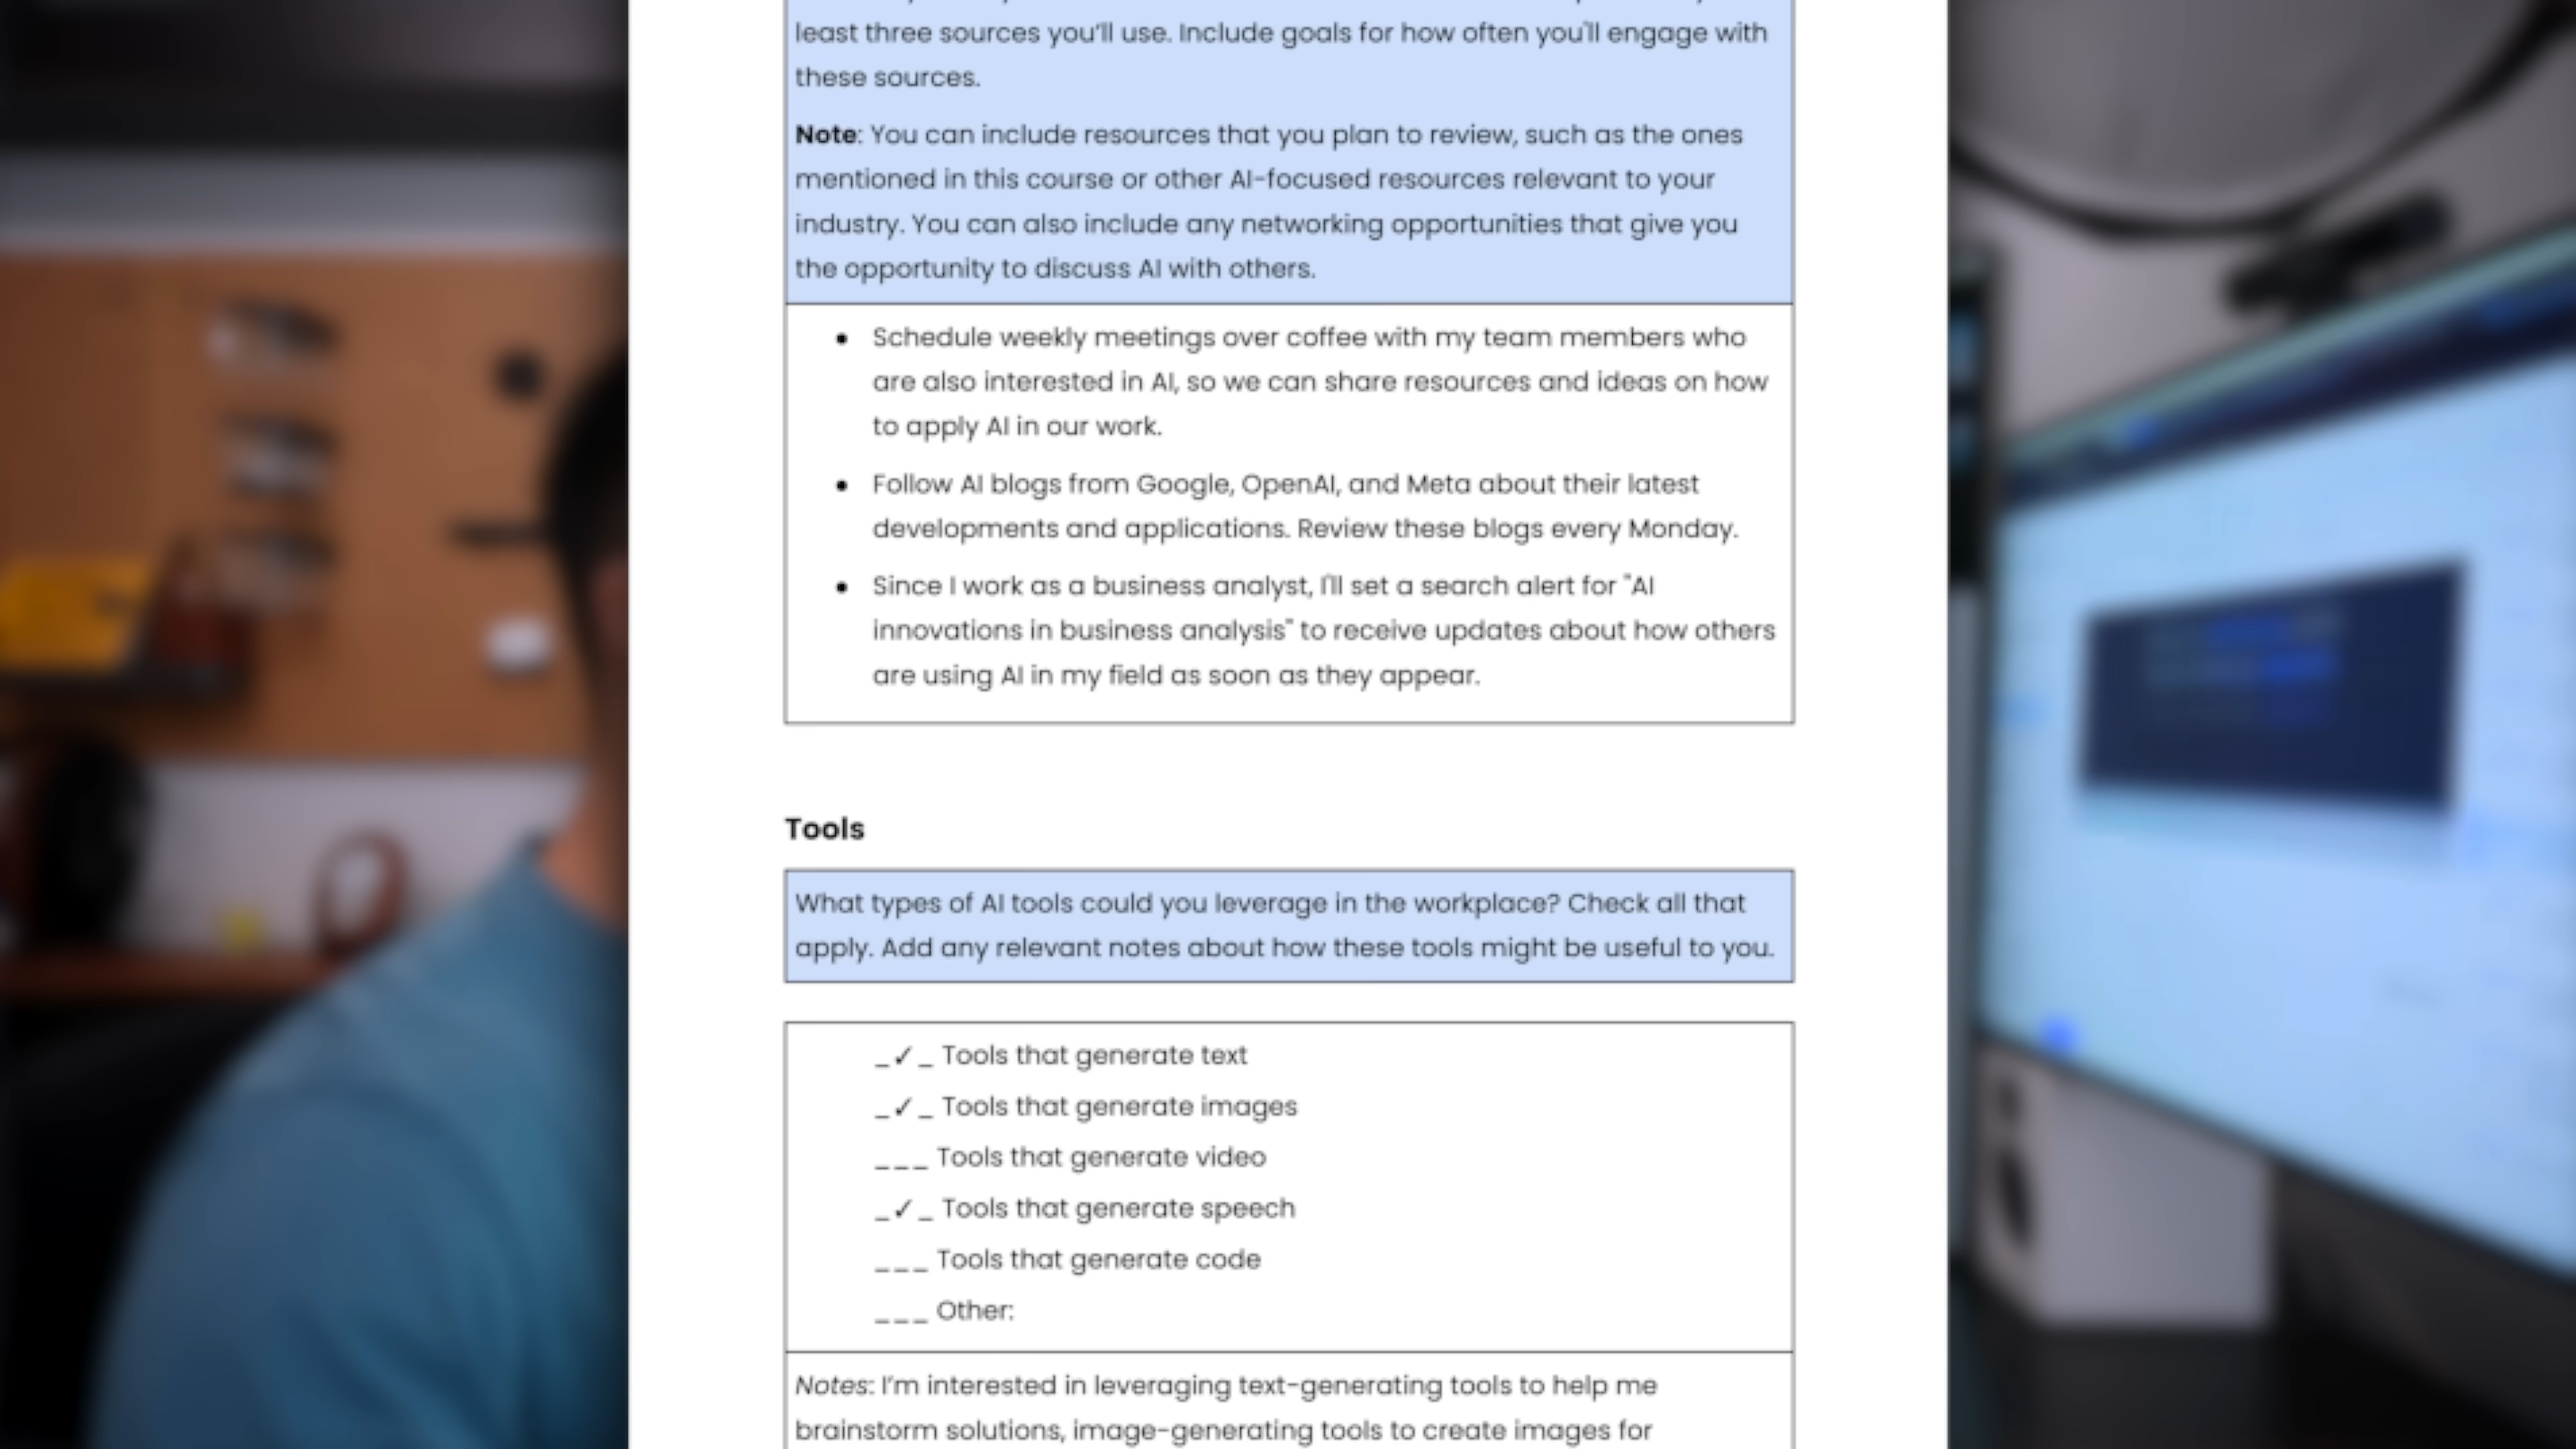 least three sources you'll use. Include goals for how often you'll engage with
these sources.
Note: You can include resources that you plan to review, such as the ones
mentioned in this course or other AI-focused resources relevant to your
industry. You can also include any networking opportunities that give you
the opportunity to discuss AI with others.
● Schedule weekly meetings over coffee with my team members who
are also interested in AI, so we can share resources and ideas on how
to apply AI in our work.
● Follow AI blogs from Google, OpenAI, and Meta about their latest
developments and applications. Review these blogs every Monday.
● Since I work as a business analyst, I'll set a search alert for "AI
innovations in business analysis" to receive updates about how others
are using AI in my field as soon as they appear.
Tools
What types of AI tools could you leverage in the workplace? Check all that
apply. Add any relevant notes about how these tools might be useful to you.
_✓_ Tools that generate text
_✓_ Tools that generate images
___ Tools that generate video
_✓_ Tools that generate speech
___ Tools that generate code
___ Other:
Notes: I'm interested in leveraging text-generating tools to help me
brainstorm solutions, image-generating tools to create images for